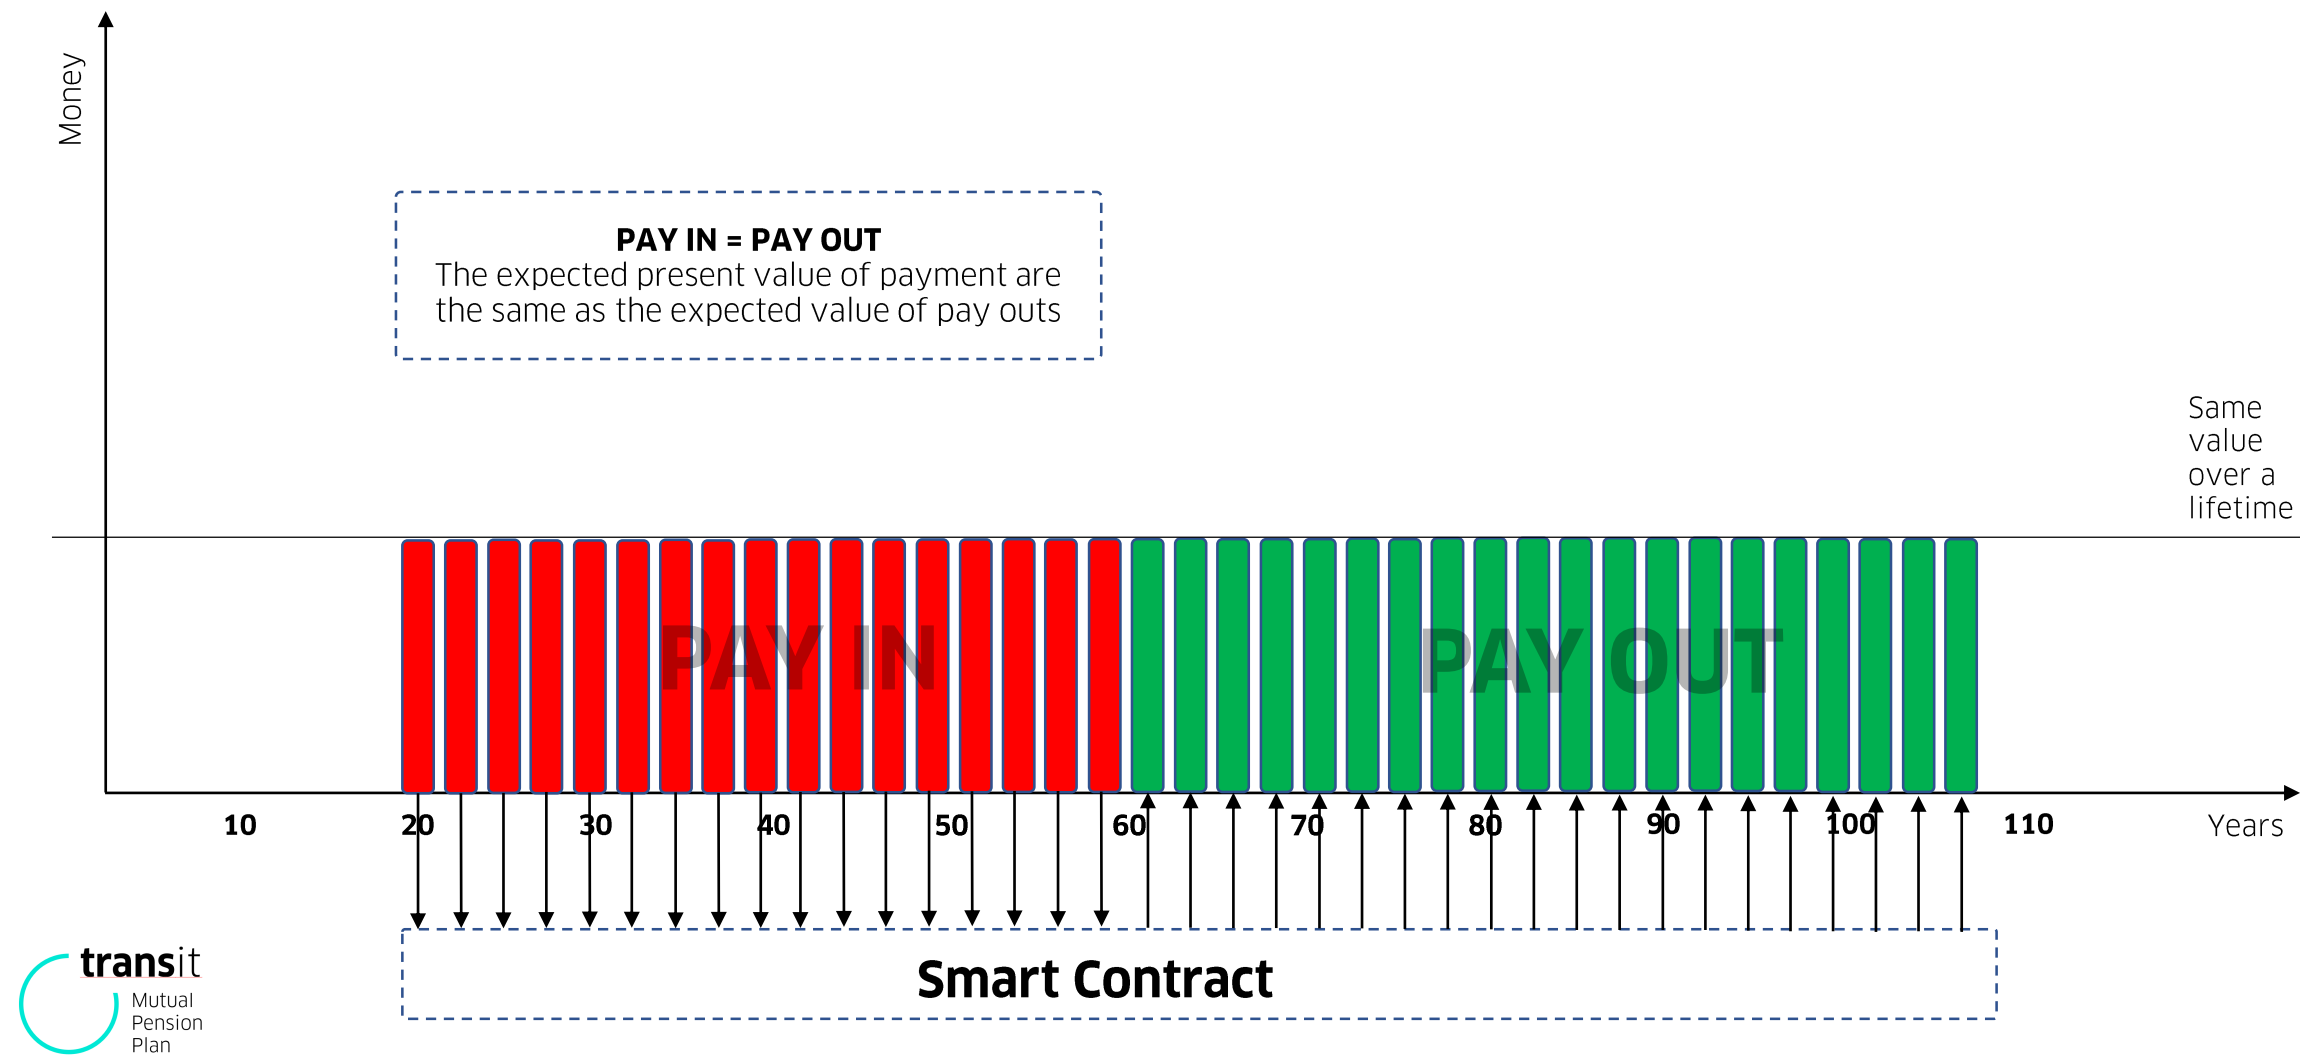 Money
PAY IN = PAY OUT
The expected present value of payment are
the same as the expected value of pay outs
Same
value
over a
lifetime
PAY IN
PAY OUT
10 20 30 40 50 60 70 80 90 100 110 Years
Smart Contract
transit
Mutual
Pension
Plan